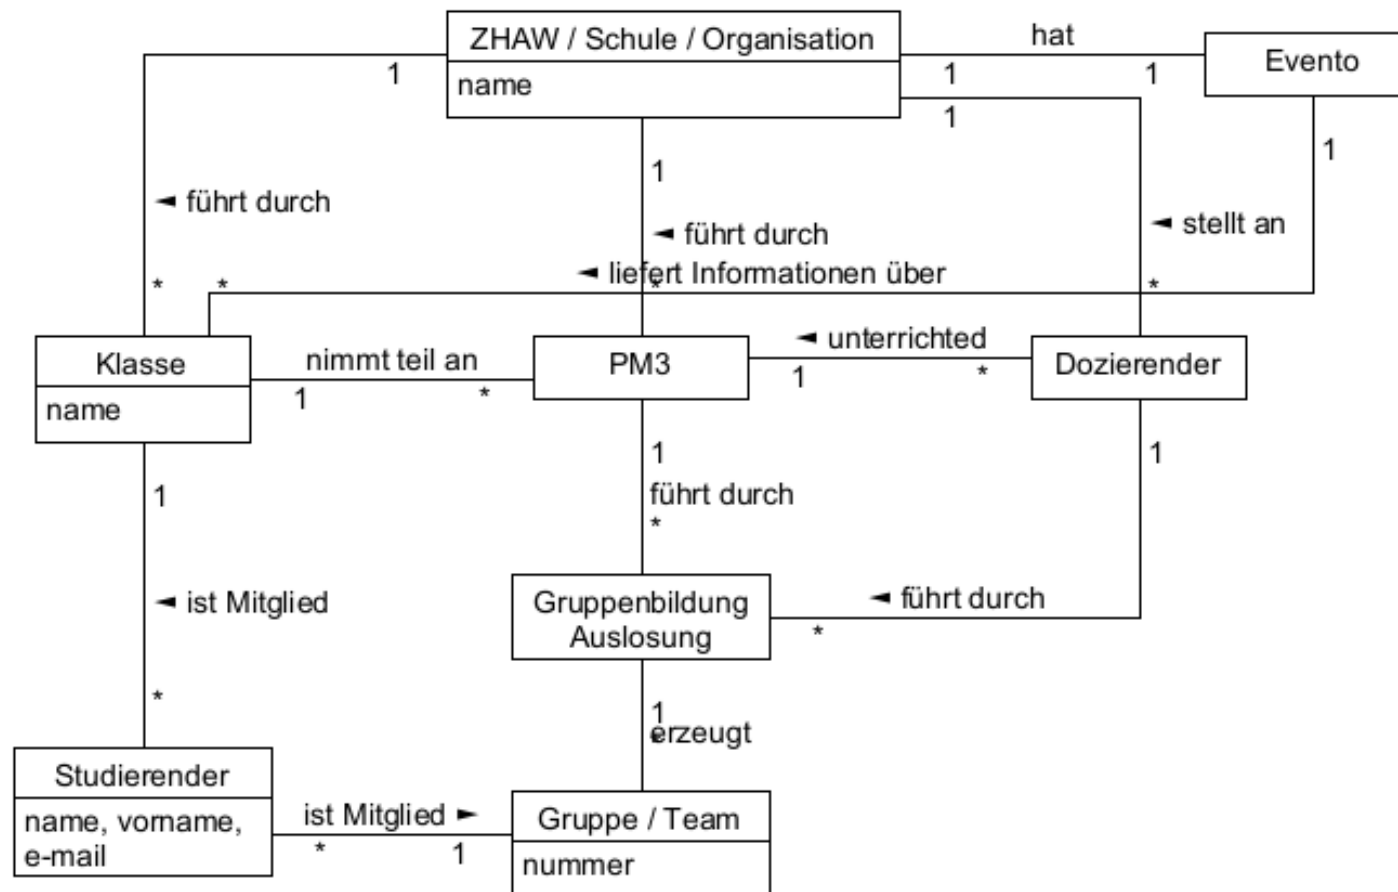 ZHAW / Schule / Organisation
name
hat
1
1
Evento
1
1
1
1
◄ führt durch
◄ führt durch
◄ stellt an
◄ liefert Informationen über
*
*
*
*
Klasse
name
nimmt teil an
1
*
PM3
◄ unterrichted
1
*
Dozierender
1
1
1
führt durch
*
Gruppenbildung
Auslosung
◄ führt durch
*
◄ ist Mitglied
*
1
erzeugt
*
Studierender
name, vorname,
e-mail
ist Mitglied ►
*
1
Gruppe / Team
nummer